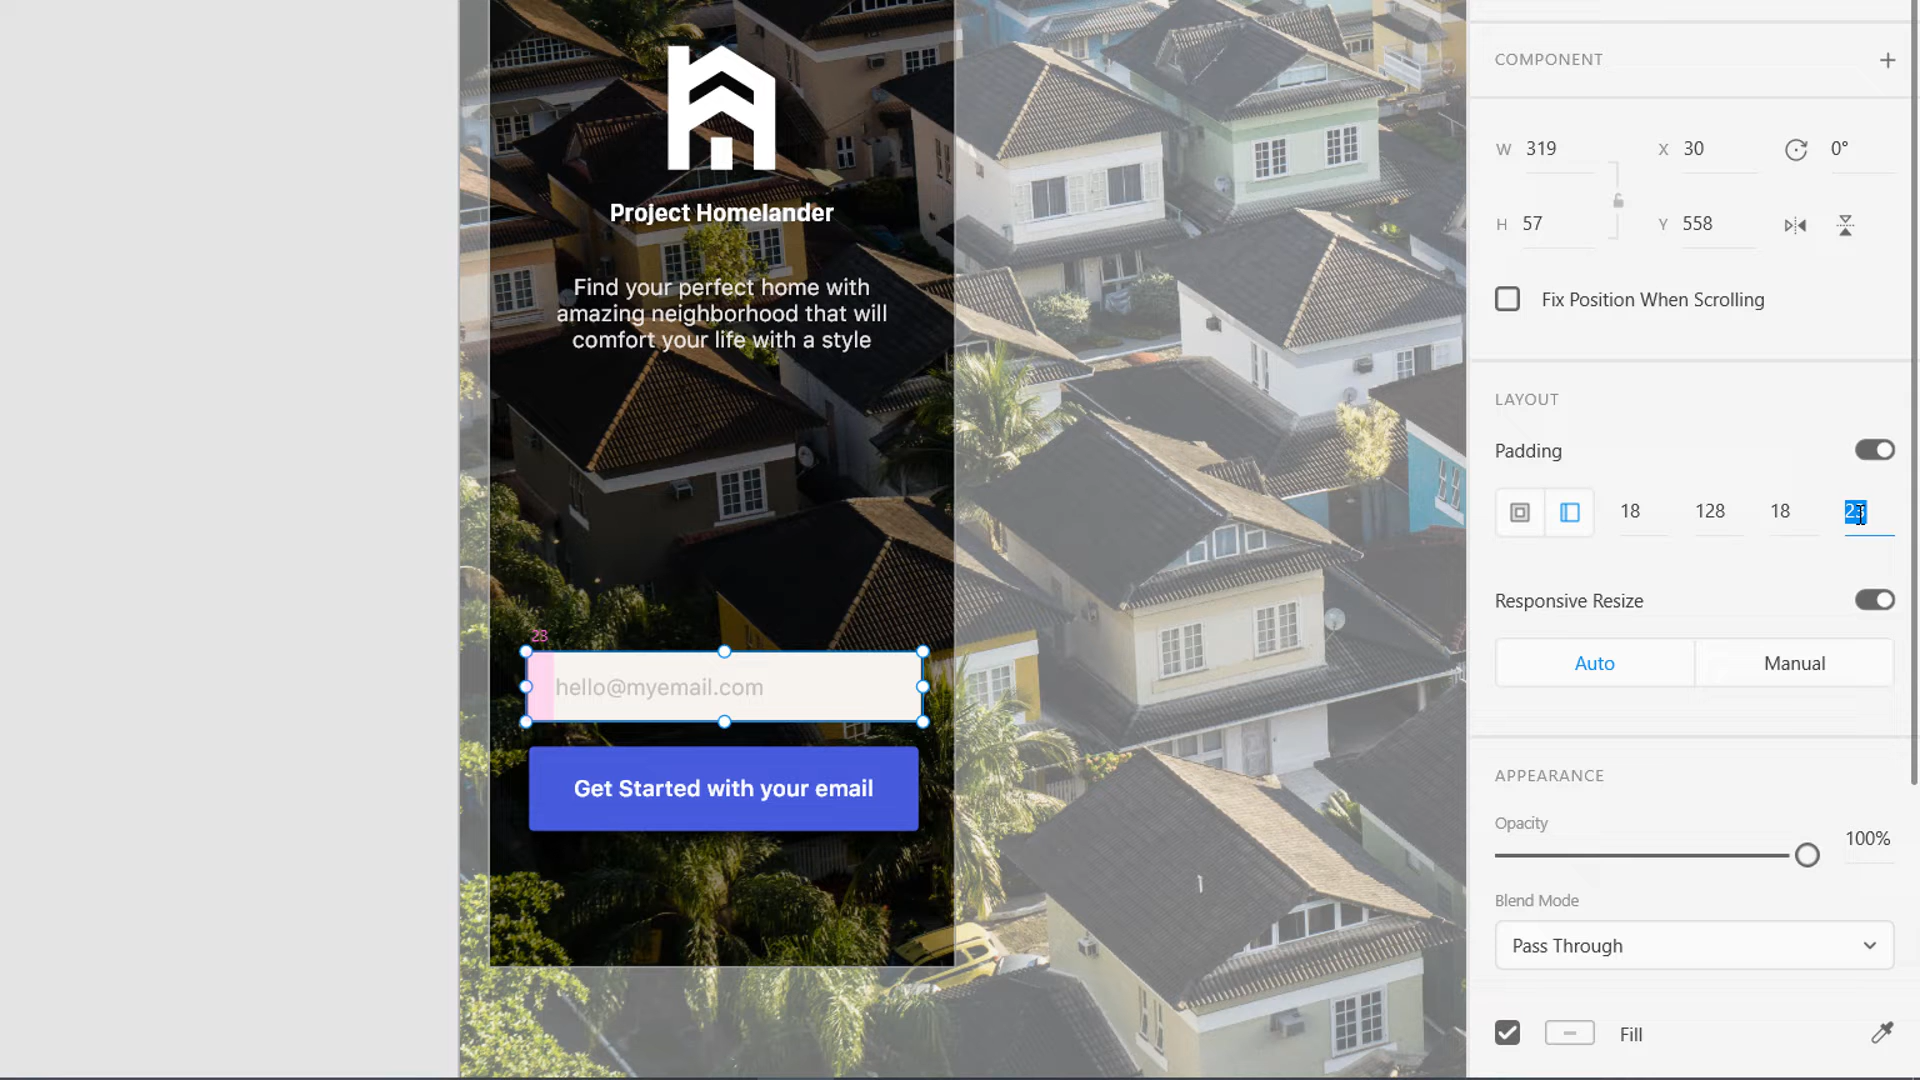 Project Homelander
Find your perfect home with
amazing neighborhood that will
comfort your life with a style
23
hello@myemail.com
Get Started with your email
COMPONENT
W 319 X 30 0°
H 57 Y 558
Fix Position When Scrolling
LAYOUT
Padding
18 128 18 23
Responsive Resize
Auto Manual
APPEARANCE
Opacity
100%
Blend Mode
Pass Through
Fill